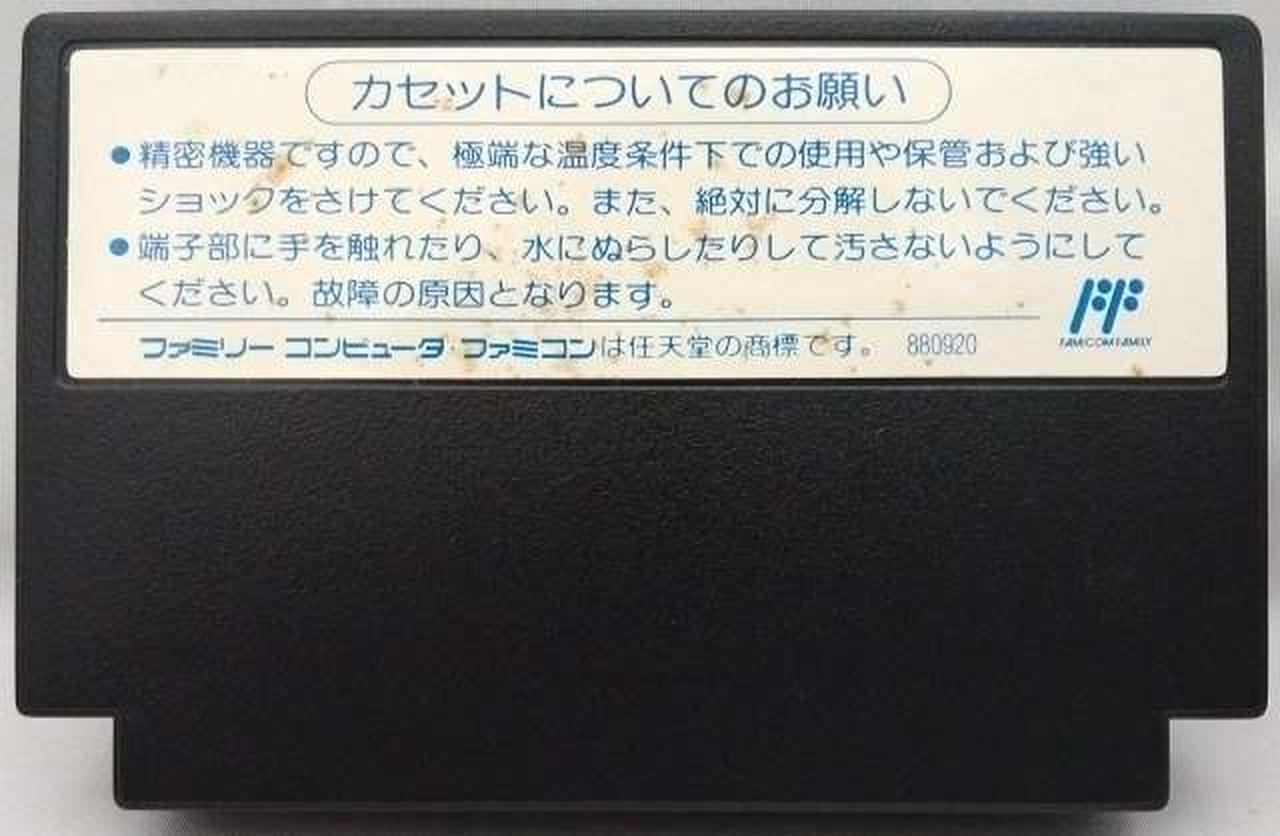 カセットについてのお願い
●精密機器ですので、極端な温度条件下での使用や保管および強い
ショックをさけてください。また、絶対に分解しないでください。
●端子部に手を触れたり、水にぬらしたりして汚さないようにして
ください。故障の原因となります。
ファミリー コンピュータ・ファミコンは任天堂の商標です。 880920
FAMICOM FAMILY